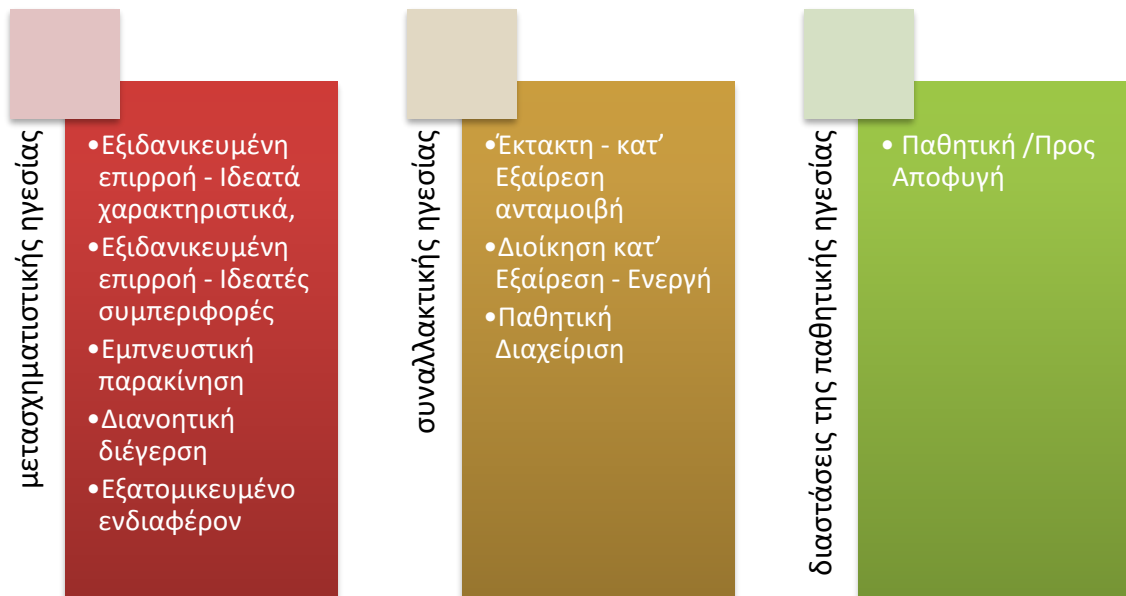 μετασχηματιστικής ηγεσίας
•Εξιδανικευμένη
επιρροή - Ιδεατά
χαρακτηριστικά,
•Εξιδανικευμένη
επιρροή - Ιδεατές
συμπεριφορές
•Εμπνευστική
παρακίνηση
•Διανοητική
διέγερση
•Εξατομικευμένο
ενδιαφέρον
συναλλακτικής ηγεσίας
•Έκτακτη - κατ’
Εξαίρεση
ανταμοιβή
•Διοίκηση κατ’
Εξαίρεση - Ενεργή
•Παθητική
Διαχείριση
διαστάσεις της παθητικής ηγεσίας
• Παθητική /Προς
Αποφυγή